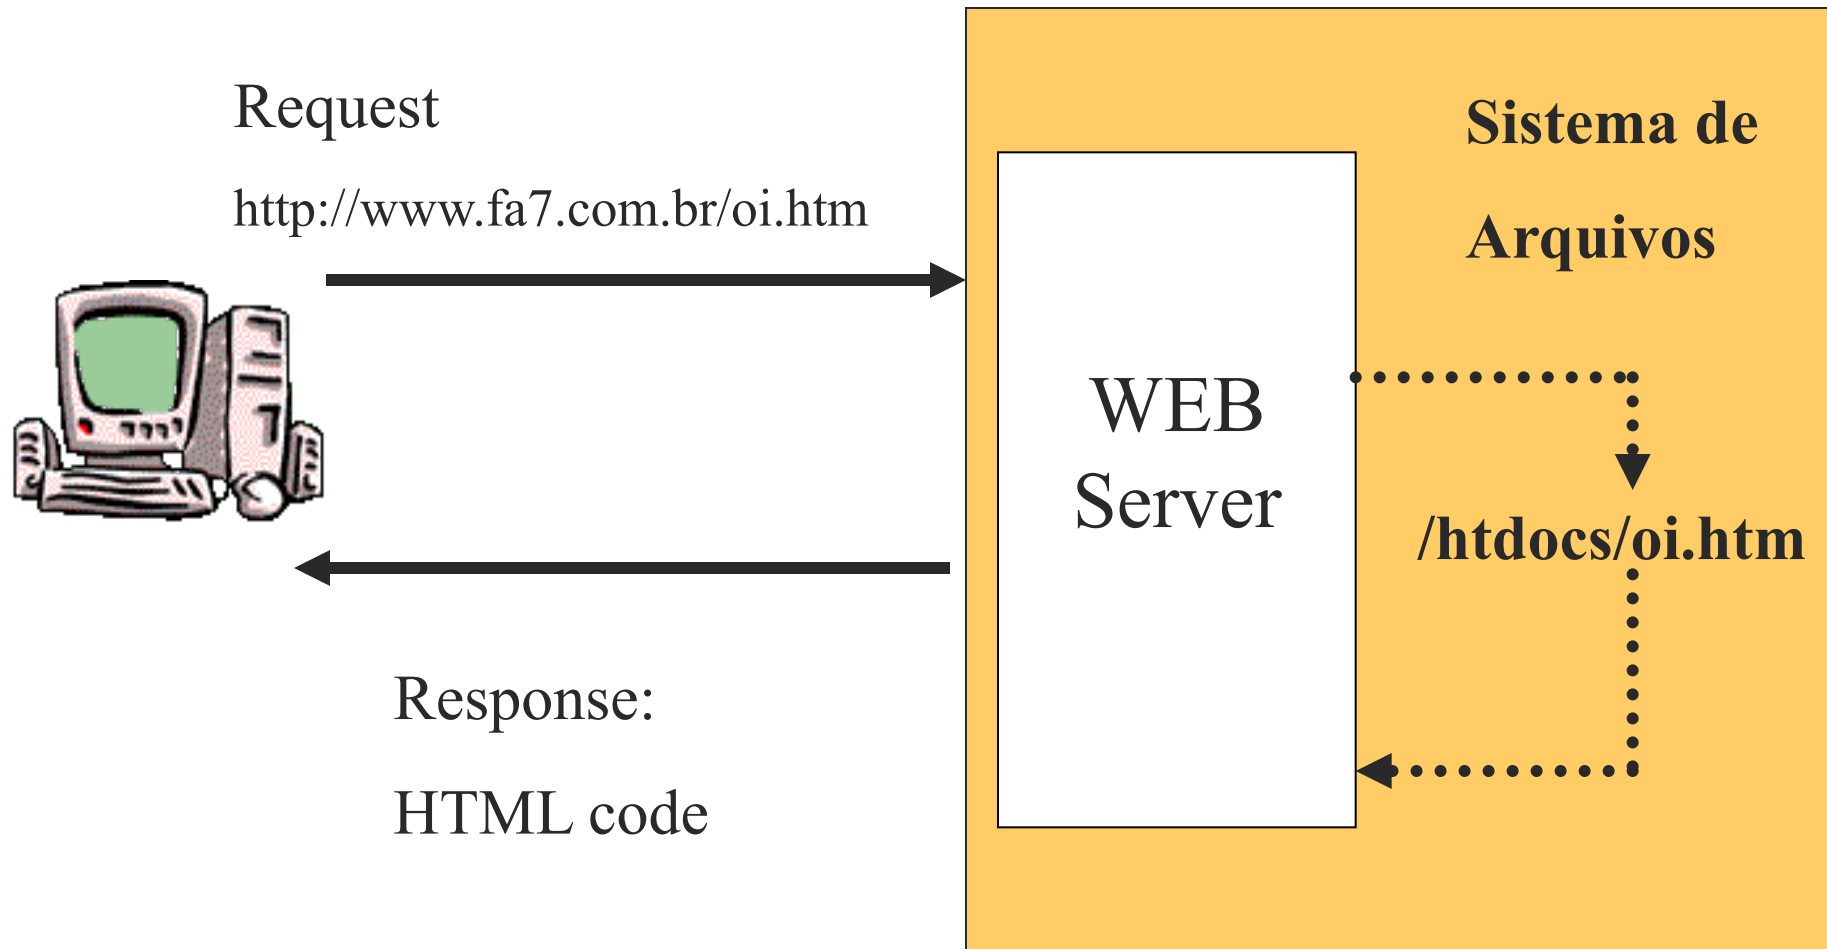 Request
http://www.fa7.com.br/oi.htm
Sistema de
Arquivos
WEB
Server
/htdocs/oi.htm
Response:
HTML code